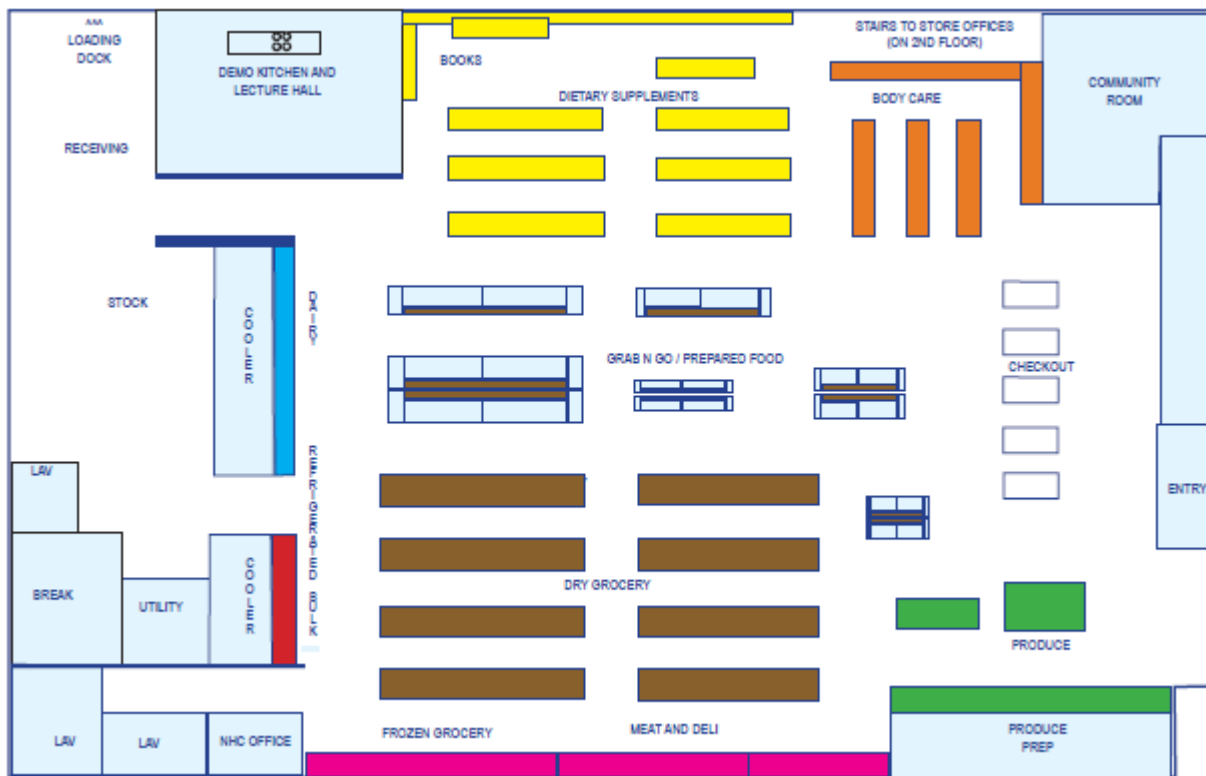 ^^^
LOADING
DOCK
DEMO KITCHEN AND
LECTURE HALL
BOOKS
DIETARY SUPPLEMENTS
STAIRS TO STORE OFFICES
(ON 2ND FLOOR)
BODY CARE
COMMUNITY
ROOM
RECEIVING
STOCK
COOLER
DAIRY
GRAB N GO / PREPARED FOOD
CHECKOUT
ENTRY
LAV
BREAK
UTILITY
COOLER
REFRIGERATED BULK
DRY GROCERY
PRODUCE
LAV
LAV
NHC OFFICE
FROZEN GROCERY
MEAT AND DELI
PRODUCE
PREP